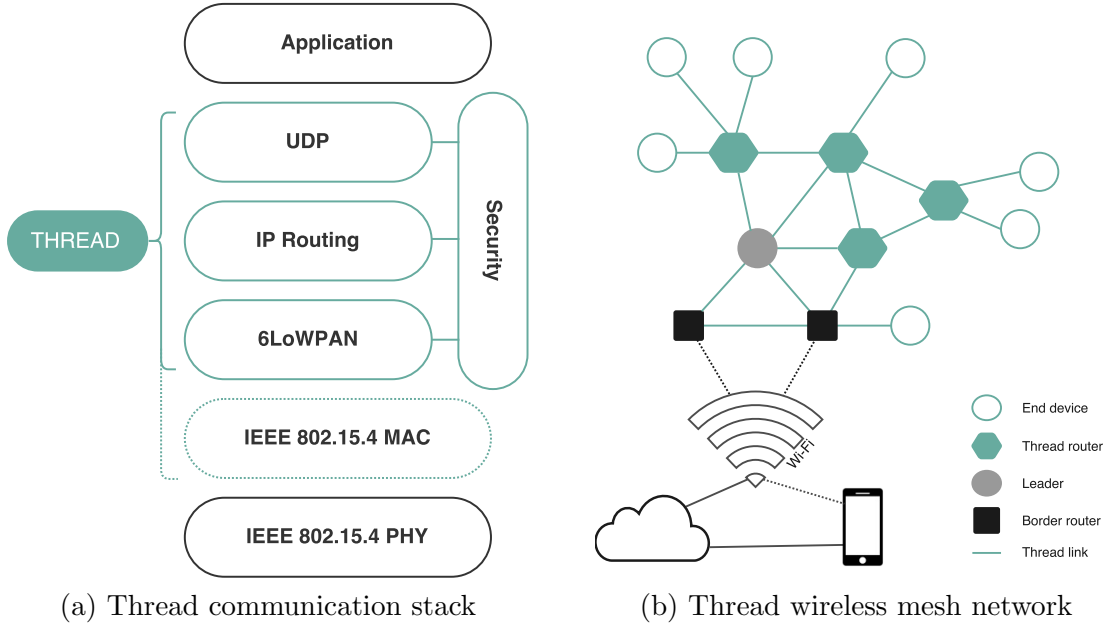 Application
UDP
THREAD
IP Routing
Security
6LoWPAN
IEEE 802.15.4 MAC
IEEE 802.15.4 PHY
(a) Thread communication stack
Wi-Fi
End device
Thread router
Leader
Border router
Thread link
(b) Thread wireless mesh network